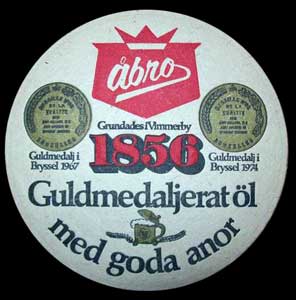 åbro
Grundades i Vimmerby
1856
Guldmedalj i
Bryssel 1967
Guldmedalj i
Bryssel 1974
Guldmedaljerat öl
med goda anor